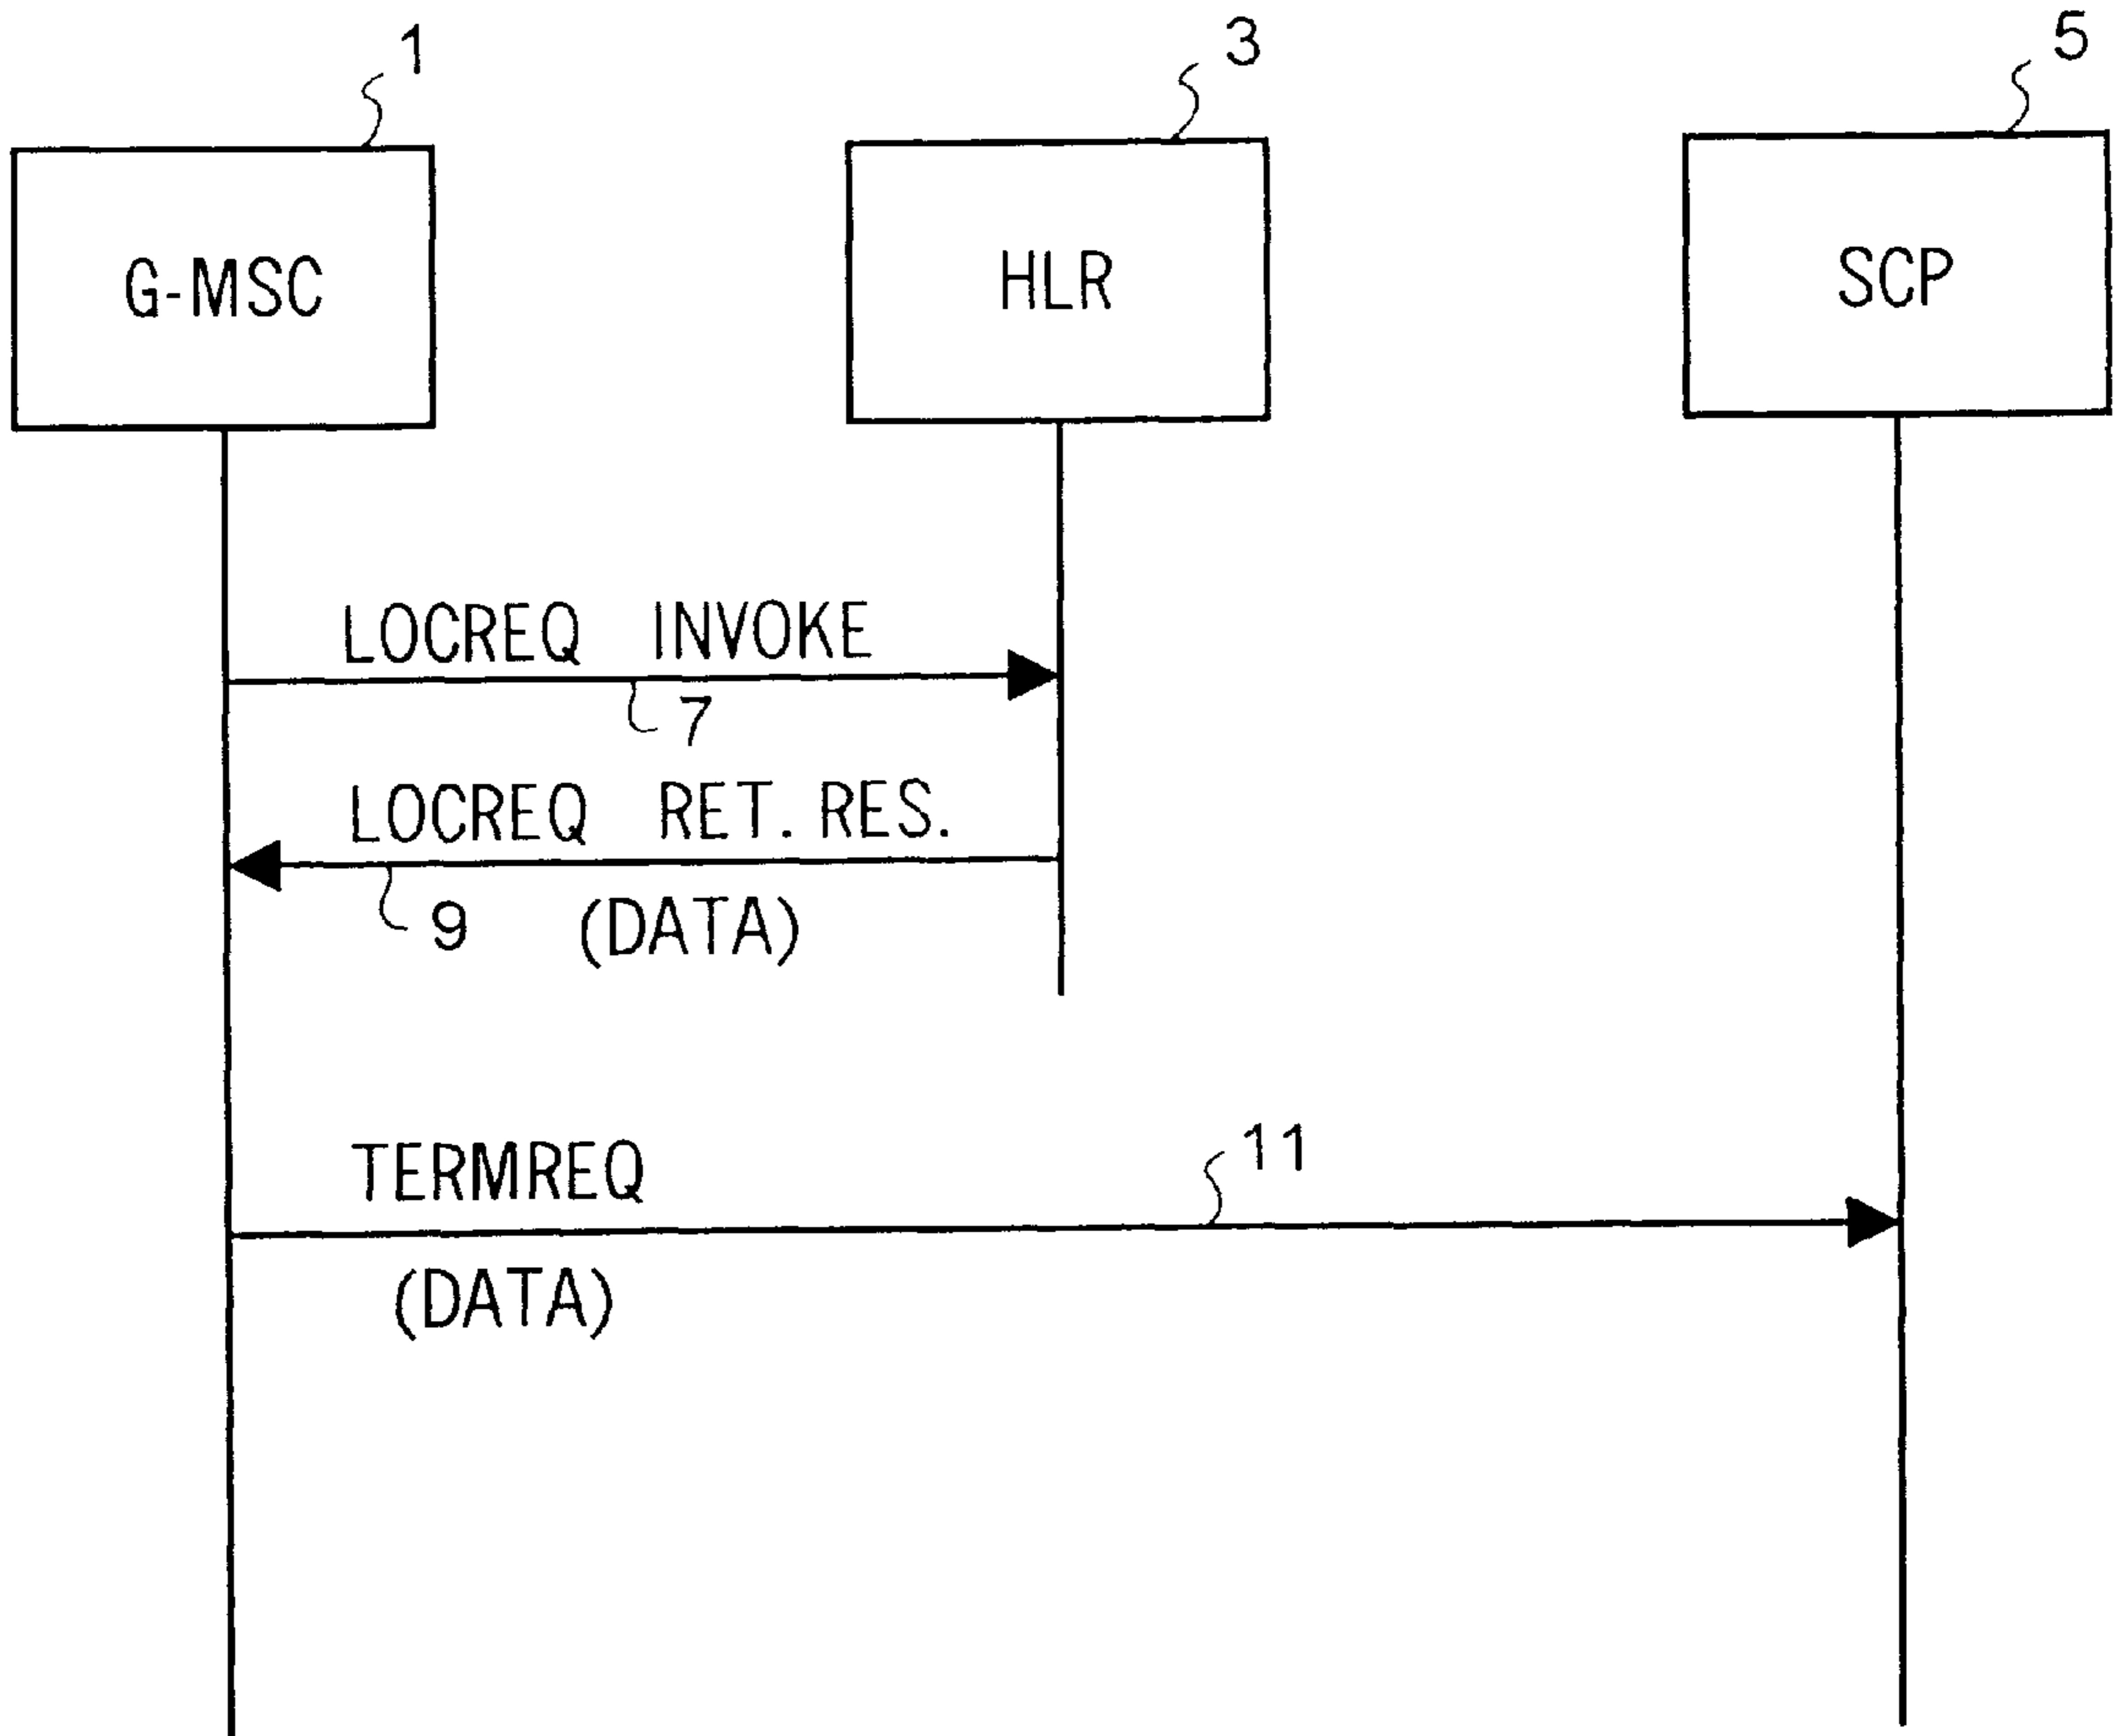 1
3
5
G-MSC
HLR
SCP
LOCREQ INVOKE
7
LOCREQ RET. RES.
9
(DATA)
TERMREQ
11
(DATA)